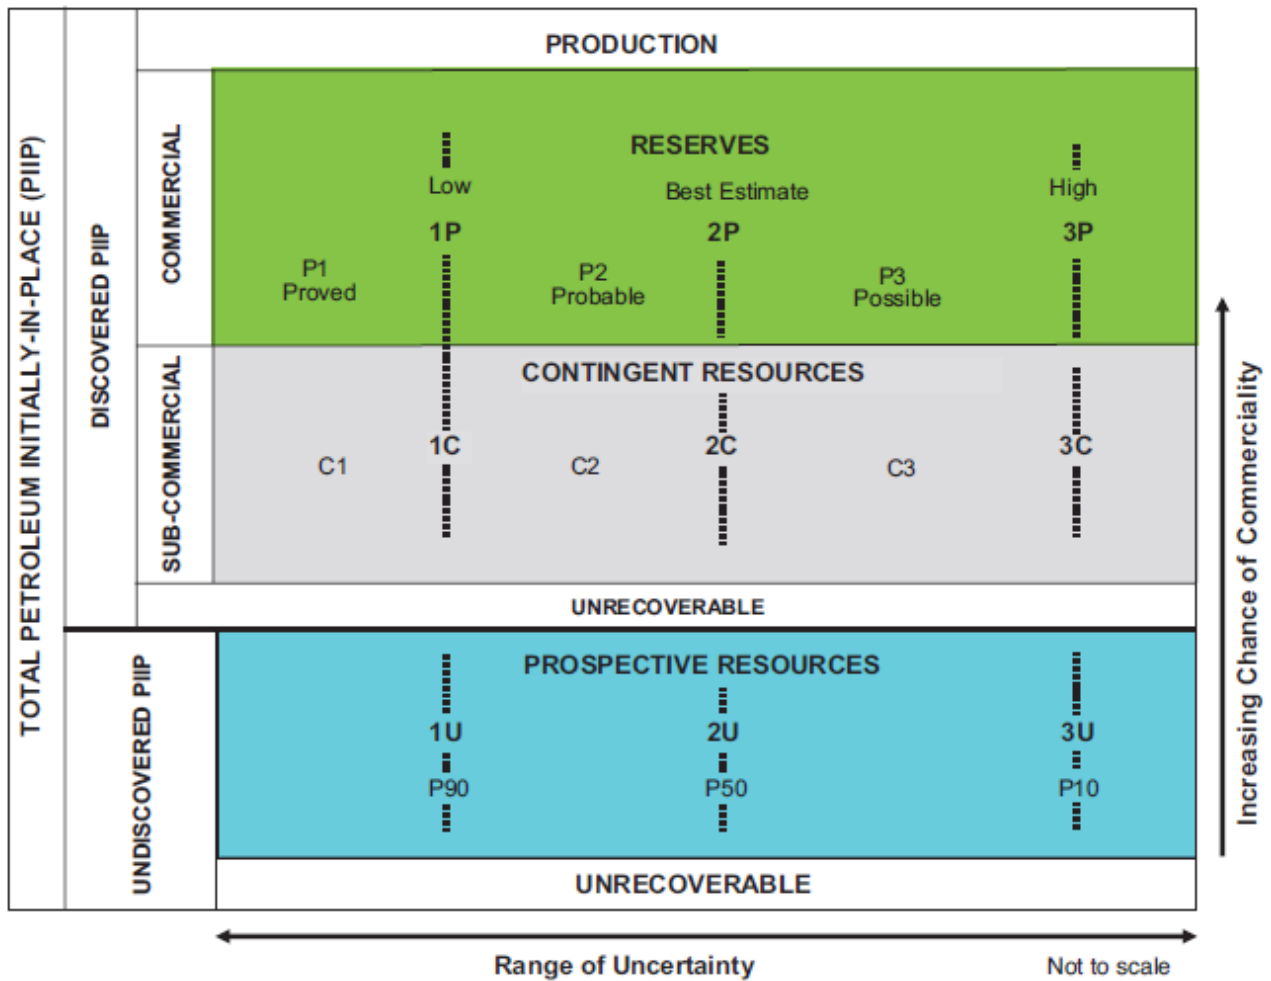 TOTAL PETROLEUM INITIALLY-IN-PLACE (PIIP)
DISCOVERED PIIP
UNDISCOVERED PIIP
COMMERCIAL
SUB-COMMERCIAL
PRODUCTION
RESERVES
Low
Best Estimate
High
1P
2P
3P
P1
Proved
P2
Probable
P3
Possible
CONTINGENT RESOURCES
1C
2C
3C
C1
C2
C3
UNRECOVERABLE
PROSPECTIVE RESOURCES
1U
2U
3U
P90
P50
P10
UNRECOVERABLE
Increasing Chance of Commerciality
Range of Uncertainty
Not to scale